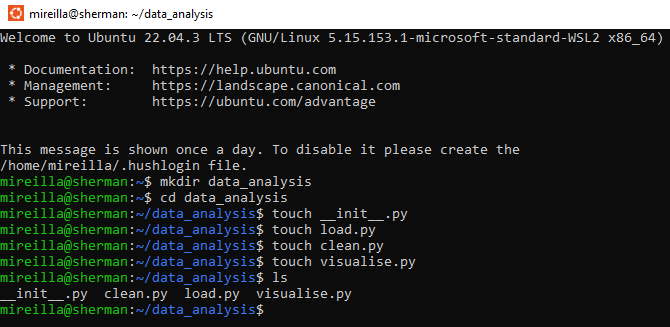 mireilla@sherman: ~/data_analysis
Welcome to Ubuntu 22.04.3 LTS (GNU/Linux 5.15.153.1-microsoft-standard-WSL2 x86_64)
* Documentation:  https://help.ubuntu.com
* Management:     https://landscape.canonical.com
* Support:        https://ubuntu.com/advantage
This message is shown once a day. To disable it please create the
/home/mireilla/.hushlogin file.
mireilla@sherman:~$ mkdir data_analysis
mireilla@sherman:~$ cd data_analysis
mireilla@sherman:~/data_analysis$ touch __init__.py
mireilla@sherman:~/data_analysis$ touch load.py
mireilla@sherman:~/data_analysis$ touch clean.py
mireilla@sherman:~/data_analysis$ touch visualise.py
mireilla@sherman:~/data_analysis$ ls
__init__.py  clean.py  load.py  visualise.py
mireilla@sherman:~/data_analysis$